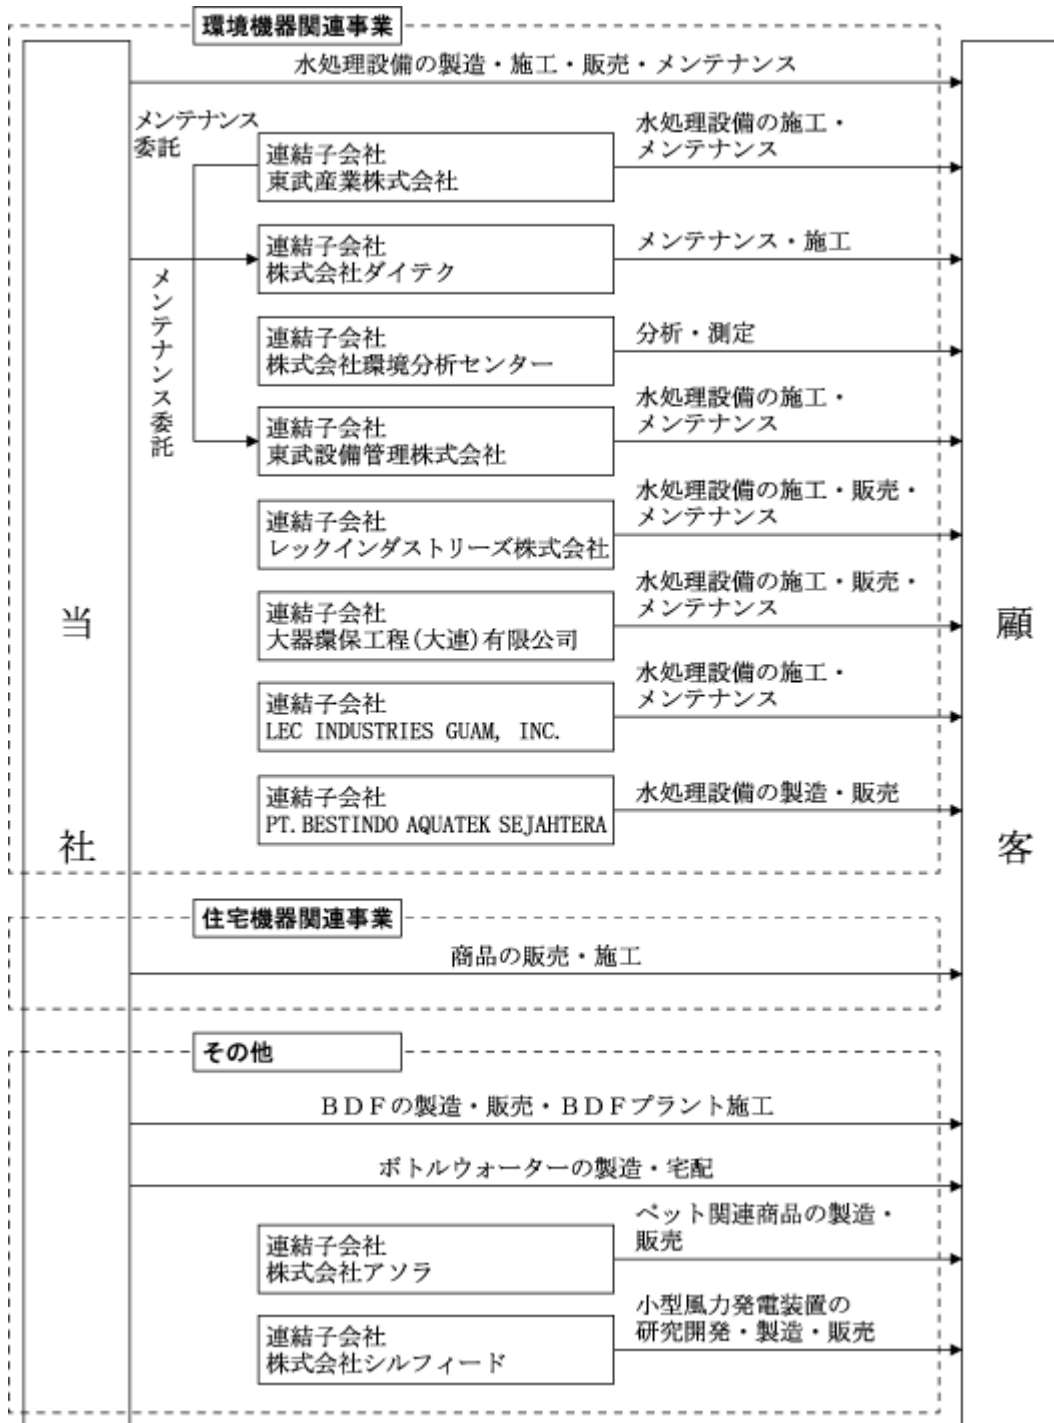 環境機器関連事業
水処理設備の製造・施工・販売・メンテナンス
メンテナンス
委託
連結子会社
東武産業株式会社
水処理設備の施工・
メンテナンス
連結子会社
株式会社ダイテク
メンテナンス・施工
メンテナンス委託
連結子会社
株式会社環境分析センター
分析・測定
連結子会社
東武設備管理株式会社
水処理設備の施工・
メンテナンス
連結子会社
レックインダストリーズ株式会社
水処理設備の施工・販売・
メンテナンス
連結子会社
大器環保工程(大連)有限公司
水処理設備の施工・販売・
メンテナンス
連結子会社
LEC INDUSTRIES GUAM, INC.
水処理設備の施工・
メンテナンス
連結子会社
PT. BESTINDO AQUATEK SEJAHTERA
水処理設備の製造・販売
当社
顧客
住宅機器関連事業
商品の販売・施工
その他
ＢＤＦの製造・販売・ＢＤＦプラント施工
ボトルウォーターの製造・宅配
連結子会社
株式会社アソラ
ペット関連商品の製造・
販売
連結子会社
株式会社シルフィード
小型風力発電装置の
研究開発・製造・販売